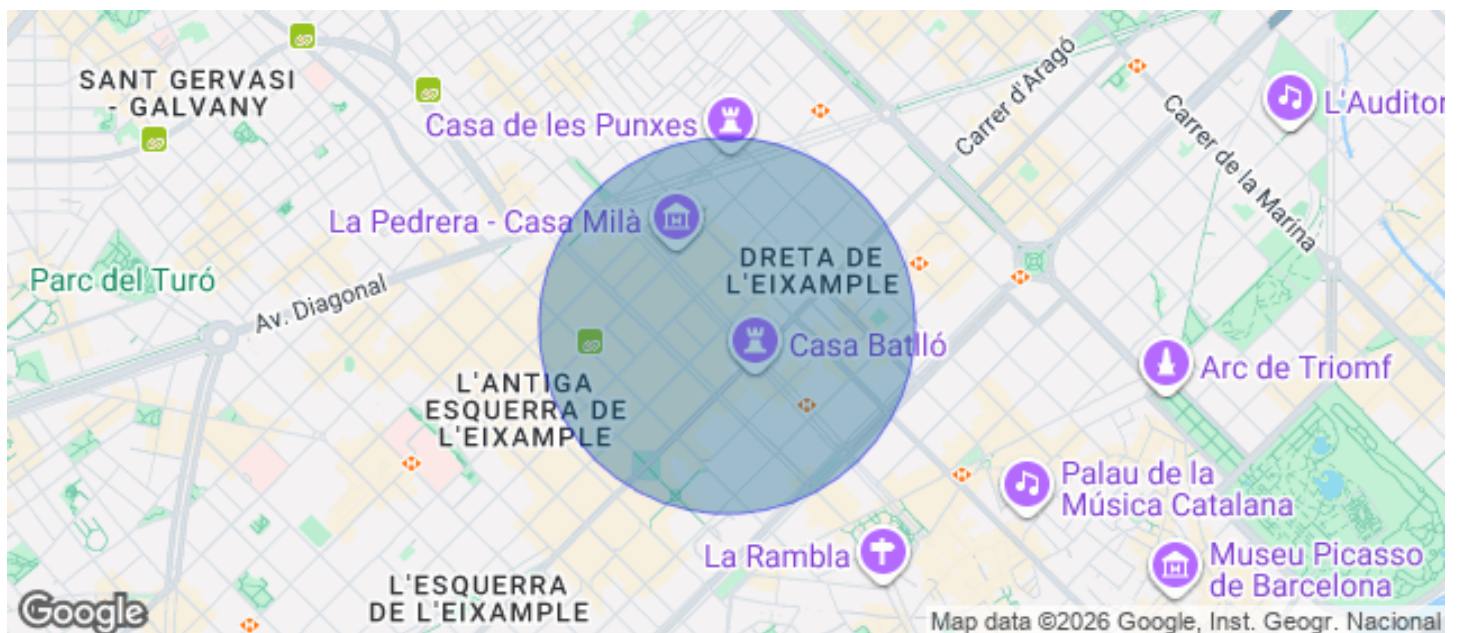 SANT GERVASI
- GALVANY
Casa de les Punxes
Carrer d'Aragó
L'Auditor
Carrer de la Marina
La Pedrera - Casa Milà
DRETA DE
L'EIXAMPLE
Parc del Turó
Av. Diagonal
Casa Batlló
Arc de Triomf
L'ANTIGA
ESQUERRA DE
L'EIXAMPLE
Palau de la
Música Catalana
La Rambla
Museu Picasso
de Barcelona
L'ESQUERRA
DE L'EIXAMPLE
Google
Map data ©2026 Google, Inst. Geogr. Nacional